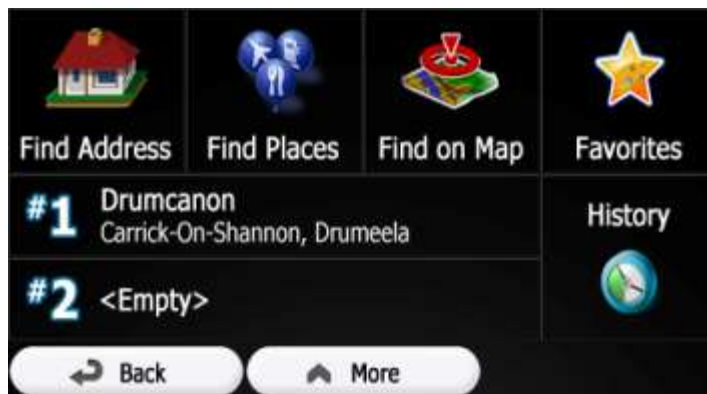 Find Address
Find Places
Find on Map
Favorites
#1
Drumcanon
Carrick-On-Shannon, Drumeela
History
#2
<Empty>
Back
More